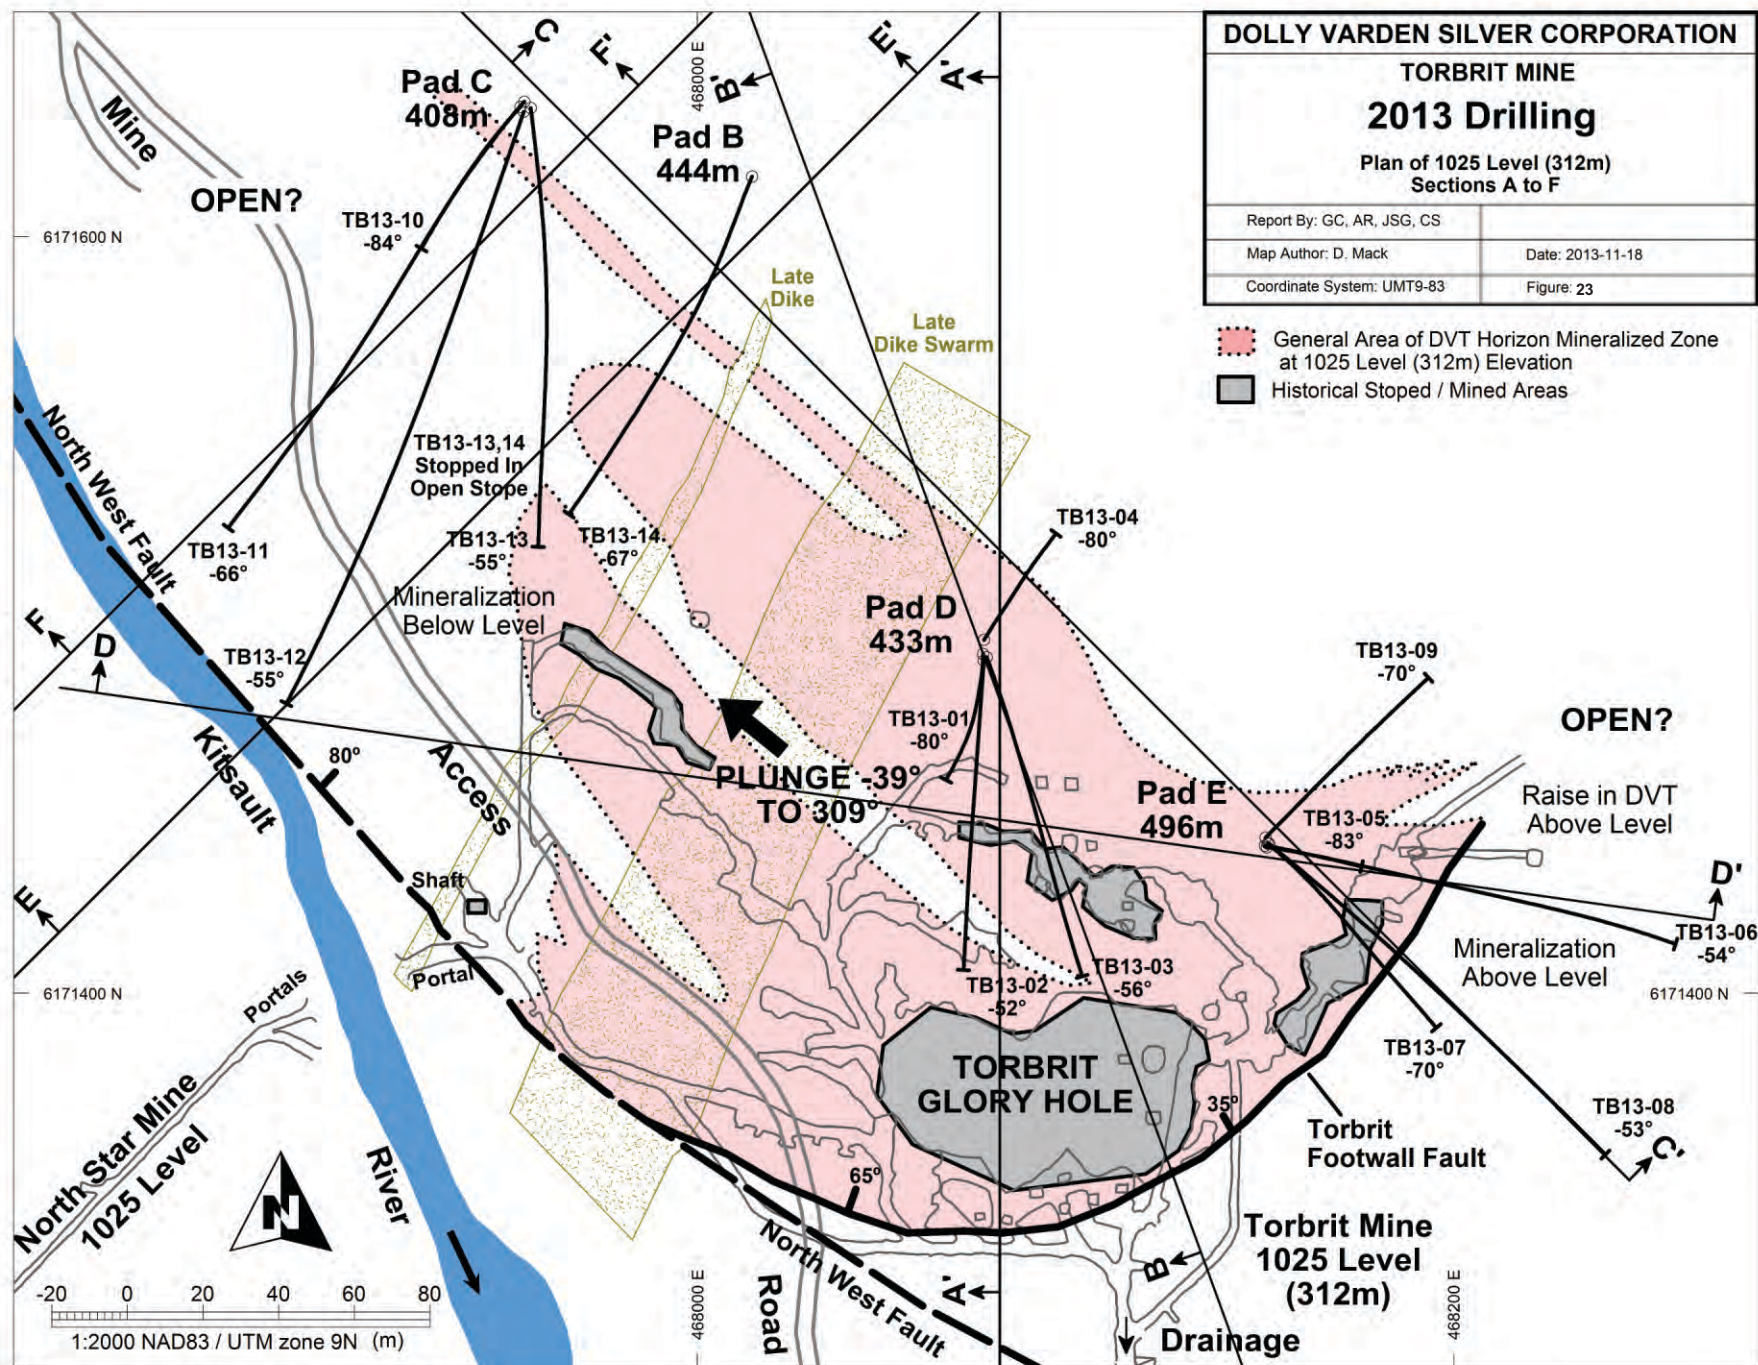 DOLLY VARDEN SILVER CORPORATION
TORBRIT MINE
2013 Drilling
Plan of 1025 Level (312m)
Sections A to F
Report By: GC, AR, JSG, CS
Map Author: D. Mack
Date: 2013-11-18
Coordinate System: UMT9-83
Figure: 23
General Area of DVT Horizon Mineralized Zone
at 1025 Level (312m) Elevation
Historical Stoped / Mined Areas
C
F'
B'
E'
A'
468000 E
Pad C
408m
Pad B
444m
Mine
OPEN?
6171600 N
TB13-10
-84°
Late
Dike
Late
Dike Swarm
North West Fault
TB13-13,14
Stopped In
Open Stope
TB13-11
-66°
TB13-13
-55°
TB13-14
-67°
TB13-04
-80°
Mineralization
Below Level
Pad D
433m
F
D
TB13-12
-55°
TB13-09
-70°
OPEN?
TB13-01
-80°
80°
Kitsault
Access
PLUNGE -39°
TO 309°
Pad E
496m
TB13-05
-83°
Raise in DVT
Above Level
E
Shaft
D'
TB13-06
-54°
Mineralization
Above Level
Portal
6171400 N
Portals
TB13-02
-52°
TB13-03
-56°
6171400 N
TORBRIT
GLORY HOLE
TB13-07
-70°
35°
TB13-08
-53°
C'
Torbrit
Footwall Fault
65°
North Star Mine
1025 Level
River
N
North West Fault
Road
468000 E
A'
B
Torbrit Mine
1025 Level
(312m)
468200 E
Drainage
-20 0 20 40 60 80
1:2000 NAD83 / UTM zone 9N (m)